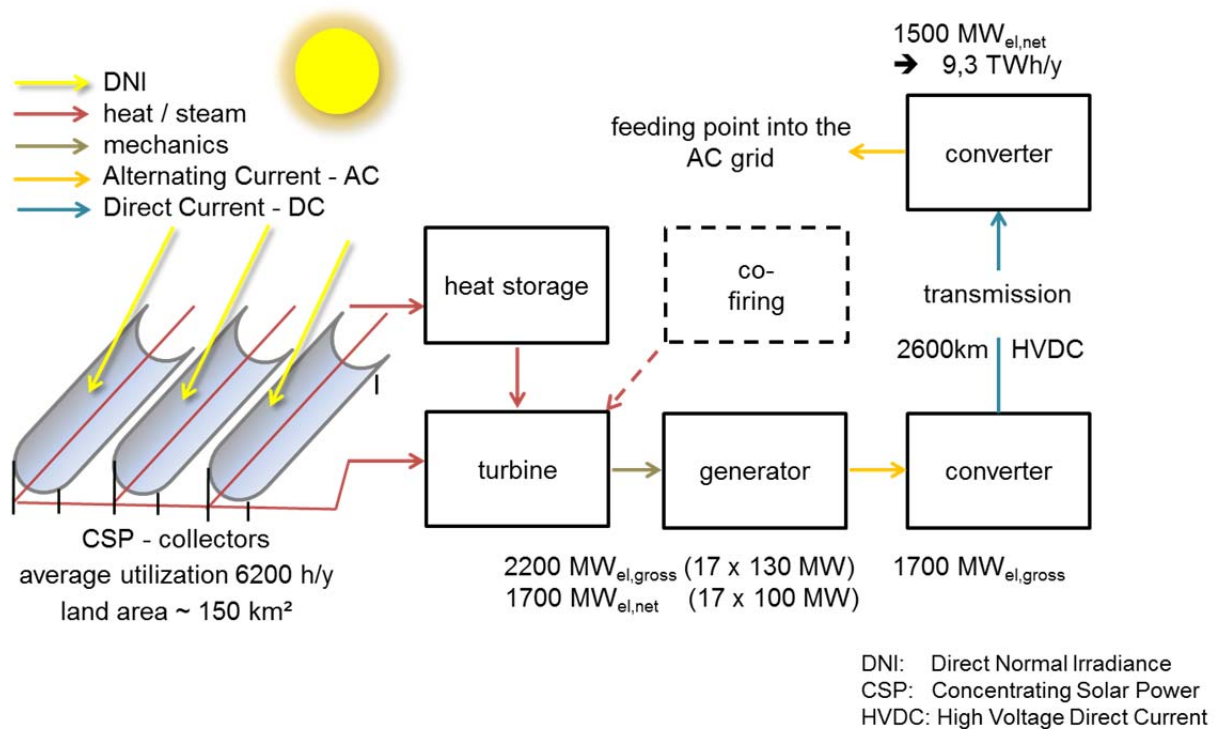 1500 MWel,net
➔ 9,3 TWh/y
DNI
heat / steam
mechanics
Alternating Current - AC
Direct Current - DC
feeding point into the
AC grid
converter
heat storage
co-
firing
transmission
2600km HVDC
turbine
generator
converter
CSP - collectors
average utilization 6200 h/y
land area ~ 150 km²
2200 MWel,gross (17 x 130 MW)
1700 MWel,net (17 x 100 MW)
1700 MWel,gross
DNI: Direct Normal Irradiance
CSP: Concentrating Solar Power
HVDC: High Voltage Direct Current